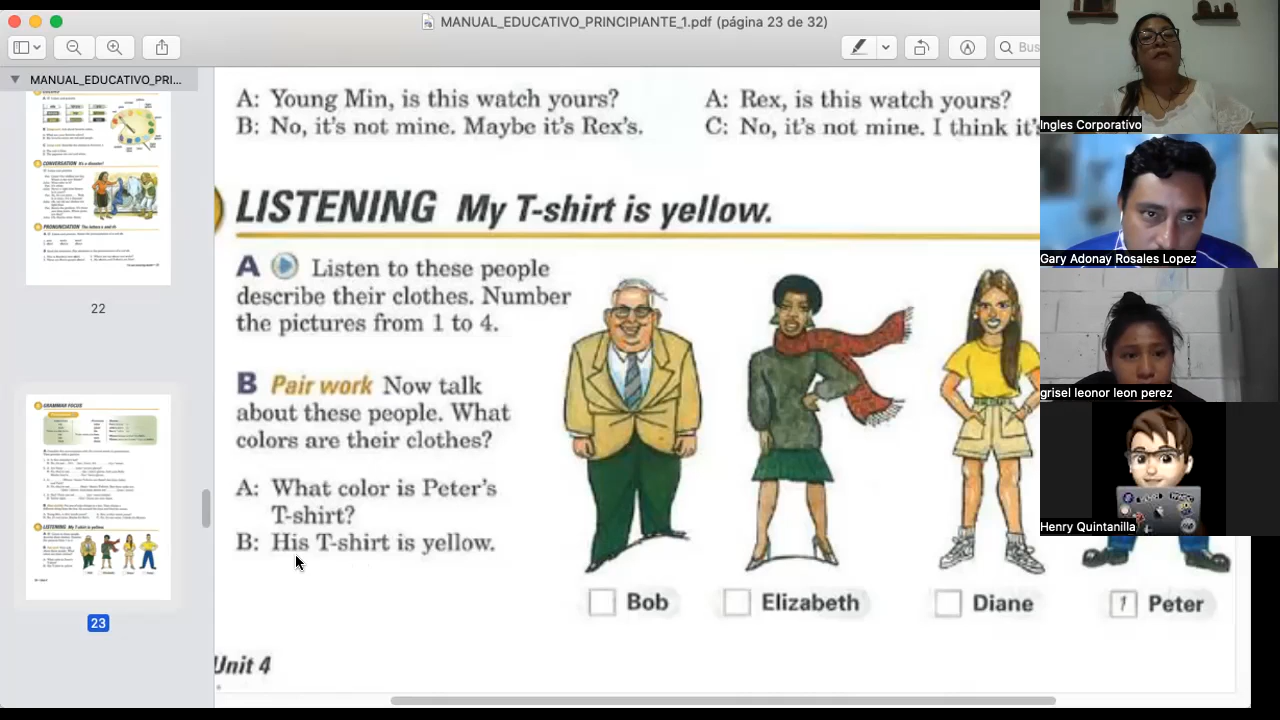 MANUAL_EDUCATIVO_PRINCIPIANTE_1.pdf (página 23 de 32)
Bus
MANUAL_EDUCATIVO_PRI...
22
23
A: Young Min, is this watch yours?
B: No, it's not mine. Maybe it's Rex's.
A: Rex, is this watch yours?
C: No, it's not mine. I think it's
LISTENING My T-shirt is yellow.
A Listen to these people
describe their clothes. Number
the pictures from 1 to 4.
B Pair work Now talk
about these people. What
colors are their clothes?
A: What color is Peter's
T-shirt?
B: His T-shirt is yellow.
Bob
Elizabeth
Diane
1 Peter
Unit 4
Ingles Corporativo
Gary Adonay Rosales Lopez
grisel leonor leon perez
Henry Quintanilla